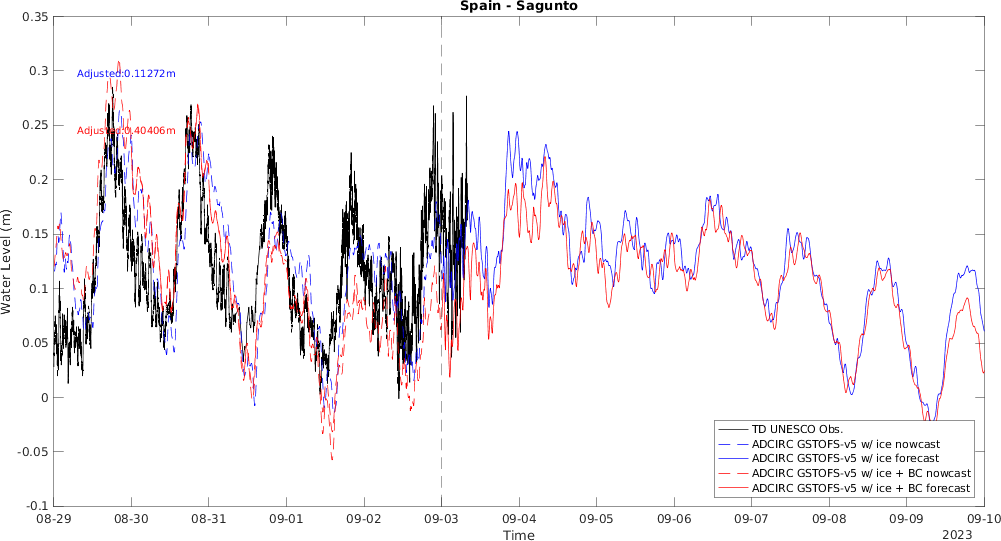 Spain - Sagunto
0.35
0.3
0.25
0.2
0.15
0.1
0.05
0
-0.05
-0.1
Water Level (m)
Adjusted:0.11272m
Adjusted:0.40406m
TD UNESCO Obs.
ADCIRC GSTOFS-v5 w/ ice nowcast
ADCIRC GSTOFS-v5 w/ ice forecast
ADCIRC GSTOFS-v5 w/ ice + BC nowcast
ADCIRC GSTOFS-v5 w/ ice + BC forecast
08-29 08-30 08-31 09-01 09-02 09-03 09-04 09-05 09-06 09-07 09-08 09-09 09-10
Time
2023